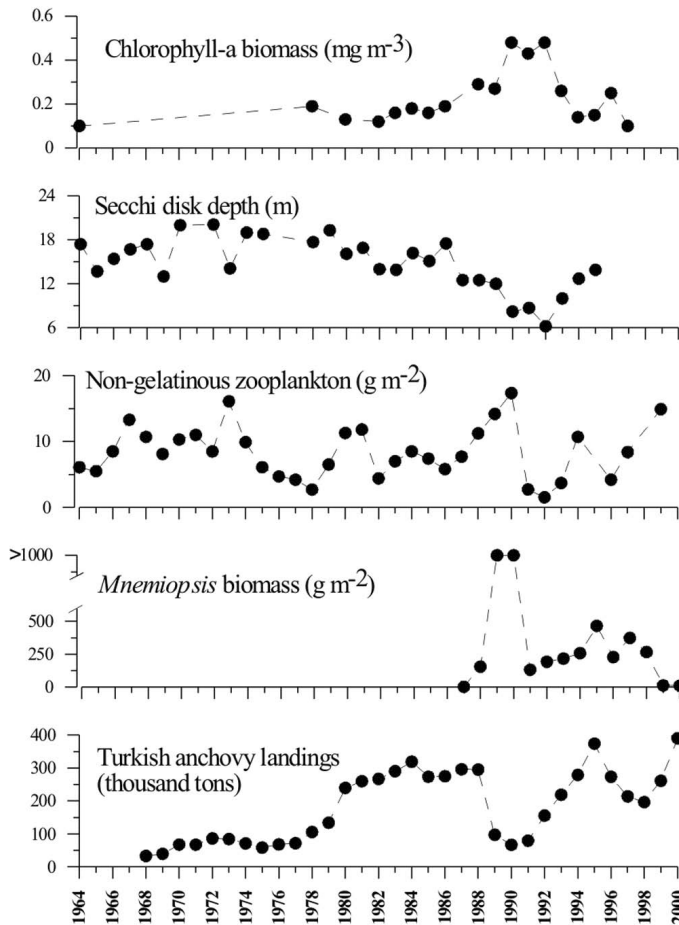 0.6
Chlorophyll-a biomass (mg m-3)
0.4
0.2
0
24
Secchi disk depth (m)
18
12
6
20
Non-gelatinous zooplankton (g m-2)
10
0
>1000
Mnemiopsis biomass (g m-2)
500
250
0
400
Turkish anchovy landings
(thousand tons)
300
200
100
0
1964 1966 1968 1970 1972 1974 1976 1978 1980 1982 1984 1986 1988 1990 1992 1994 1996 1998 2000